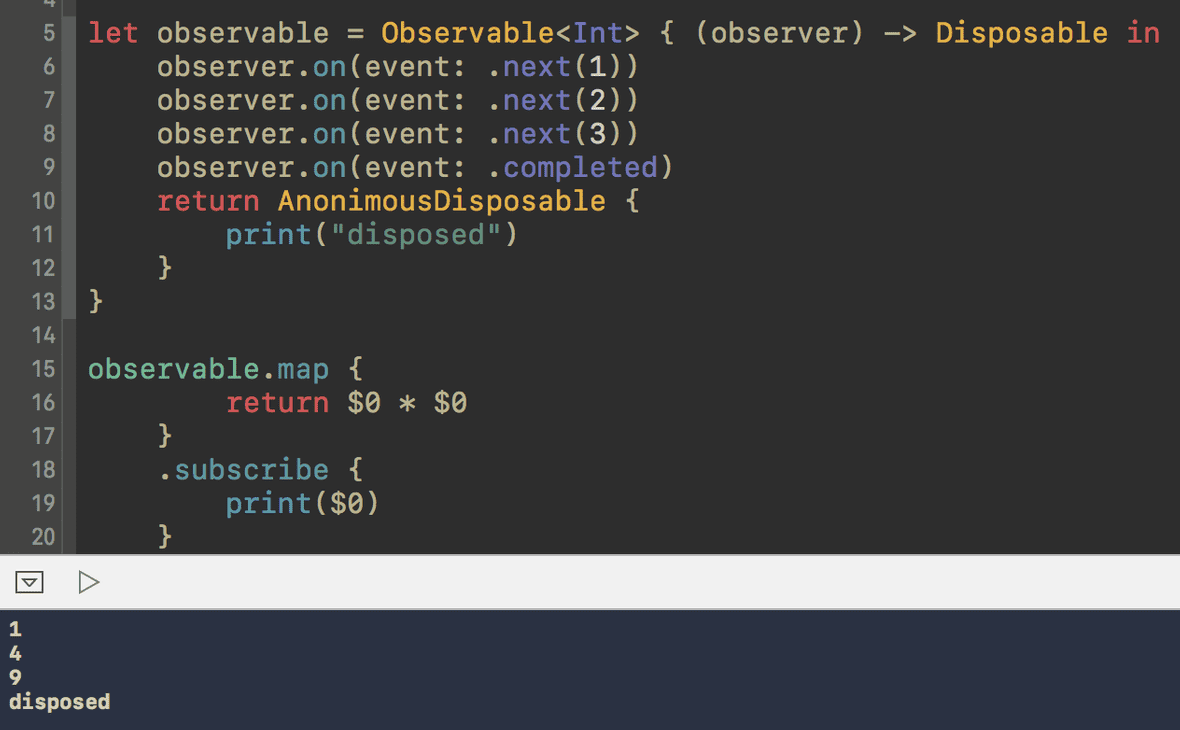 4
5 let observable = Observable<Int> { (observer) -> Disposable in
6 observer.on(event: .next(1))
7 observer.on(event: .next(2))
8 observer.on(event: .next(3))
9 observer.on(event: .completed)
10 return AnonimousDisposable {
11 print("disposed")
12 }
13 }
14
15 observable.map {
16 return $0 * $0
17 }
18 .subscribe {
19 print($0)
20 }
1
4
9
disposed